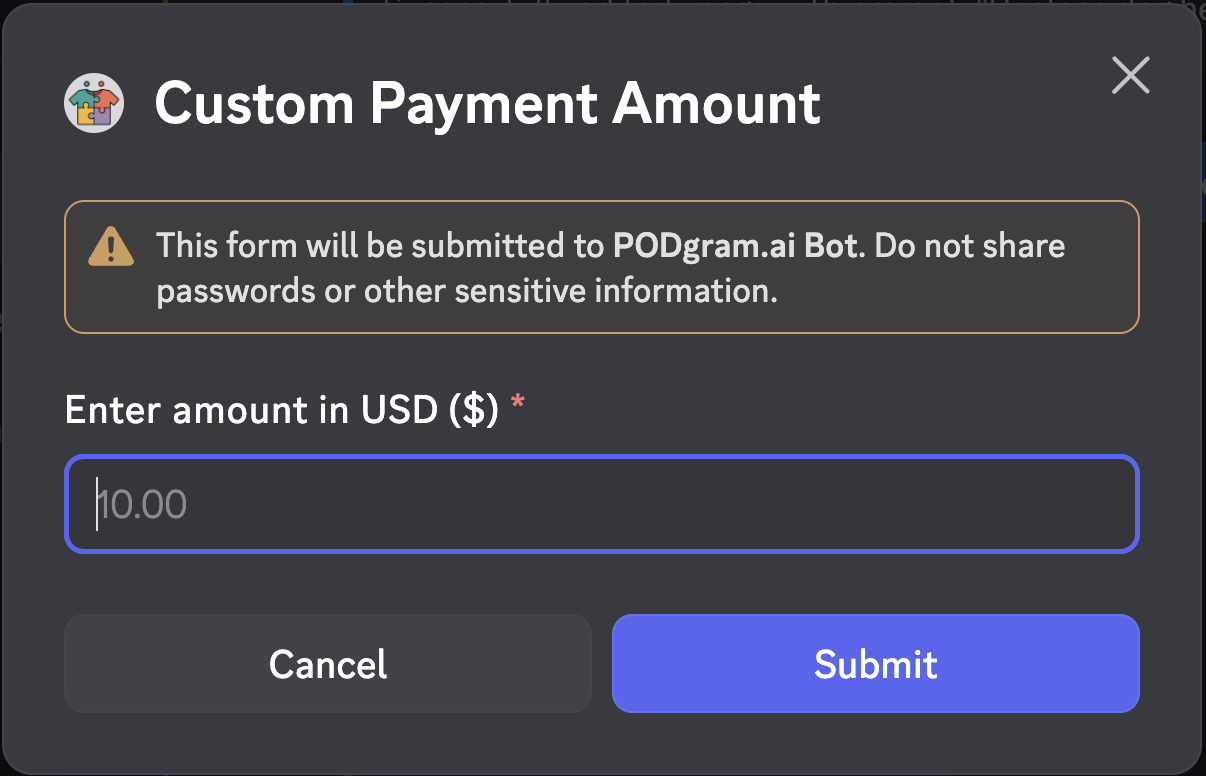 Custom Payment Amount
This form will be submitted to PODgram.ai Bot. Do not share
passwords or other sensitive information.
Enter amount in USD ($) *
10.00
Cancel
Submit